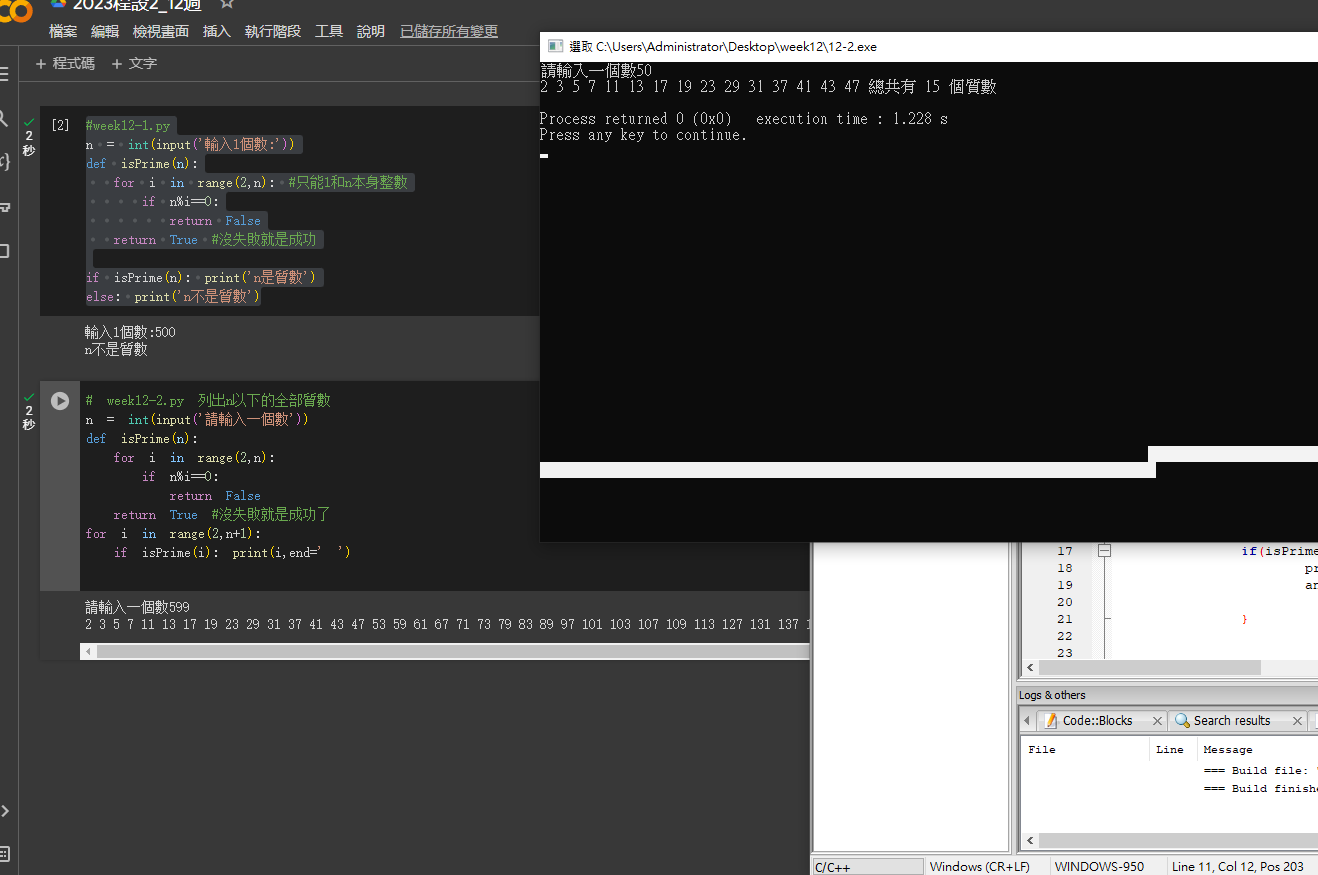 2023程設2_12週
檔案 編輯 檢視畫面 插入 執行階段 工具 說明 已儲存所有變更
+ 程式碼 + 文字
[2]
2
秒
#week12-1.py
n = int(input('輸入1個數:'))
def isPrime(n):
for i in range(2,n): #只能1和n本身整數
if n%i==0:
return False
return True #沒失敗就是成功
if isPrime(n): print('n是質數')
else: print('n不是質數')
輸入1個數:500
n不是質數
2
秒
# week12-2.py 列出n以下的全部質數
n = int(input('請輸入一個數'))
def isPrime(n):
for i in range(2,n):
if n%i==0:
return False
return True #沒失敗就是成功了
for i in range(2,n+1):
if isPrime(i): print(i,end=' ')
請輸入一個數599
2 3 5 7 11 13 17 19 23 29 31 37 41 43 47 53 59 61 67 71 73 79 83 89 97 101 103 107 109 113 127 131 137 1
選取 C:\Users\Administrator\Desktop\week12\12-2.exe
請輸入一個數50
2 3 5 7 11 13 17 19 23 29 31 37 41 43 47 總共有 15 個質數
Process returned 0 (0x0) execution time : 1.228 s
Press any key to continue.
17 if(isPrime
18 pr
19 an
20
21 }
22
23
Logs & others
Code::Blocks Search results
File Line Message
=== Build file: "
=== Build finishe
C/C++ Windows (CR+LF) WINDOWS-950 Line 11, Col 12, Pos 203